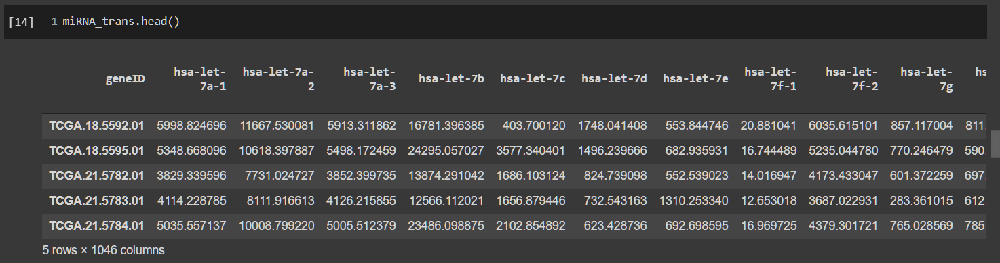 [14] 1 miRNA_trans.head()
geneID hsa-let-7a-1 hsa-let-7a-2 hsa-let-7a-3 hsa-let-7b hsa-let-7c hsa-let-7d hsa-let-7e hsa-let-7f-1 hsa-let-7f-2 hsa-let-7g hs
TCGA.18.5592.01 5998.824696 11667.530081 5913.311862 16781.396385 403.700120 1748.041408 553.844746 20.881041 6035.615101 857.117004 811.
TCGA.18.5595.01 5348.668096 10618.397887 5498.172459 24295.057027 3577.340401 1496.239666 682.935931 16.744489 5235.044780 770.246479 590.
TCGA.21.5782.01 3829.339596 7731.024727 3852.399735 13874.291042 1686.103124 824.739098 552.539023 14.016947 4173.433047 601.372259 697.
TCGA.21.5783.01 4114.228785 8111.916613 4126.215855 12566.112021 1656.879446 732.543163 1310.253340 12.653018 3687.022931 283.361015 612.
TCGA.21.5784.01 5035.557137 10008.799220 5005.512379 23486.098875 2102.854892 623.428736 692.698595 16.969725 4379.301721 765.028569 785.
5 rows × 1046 columns